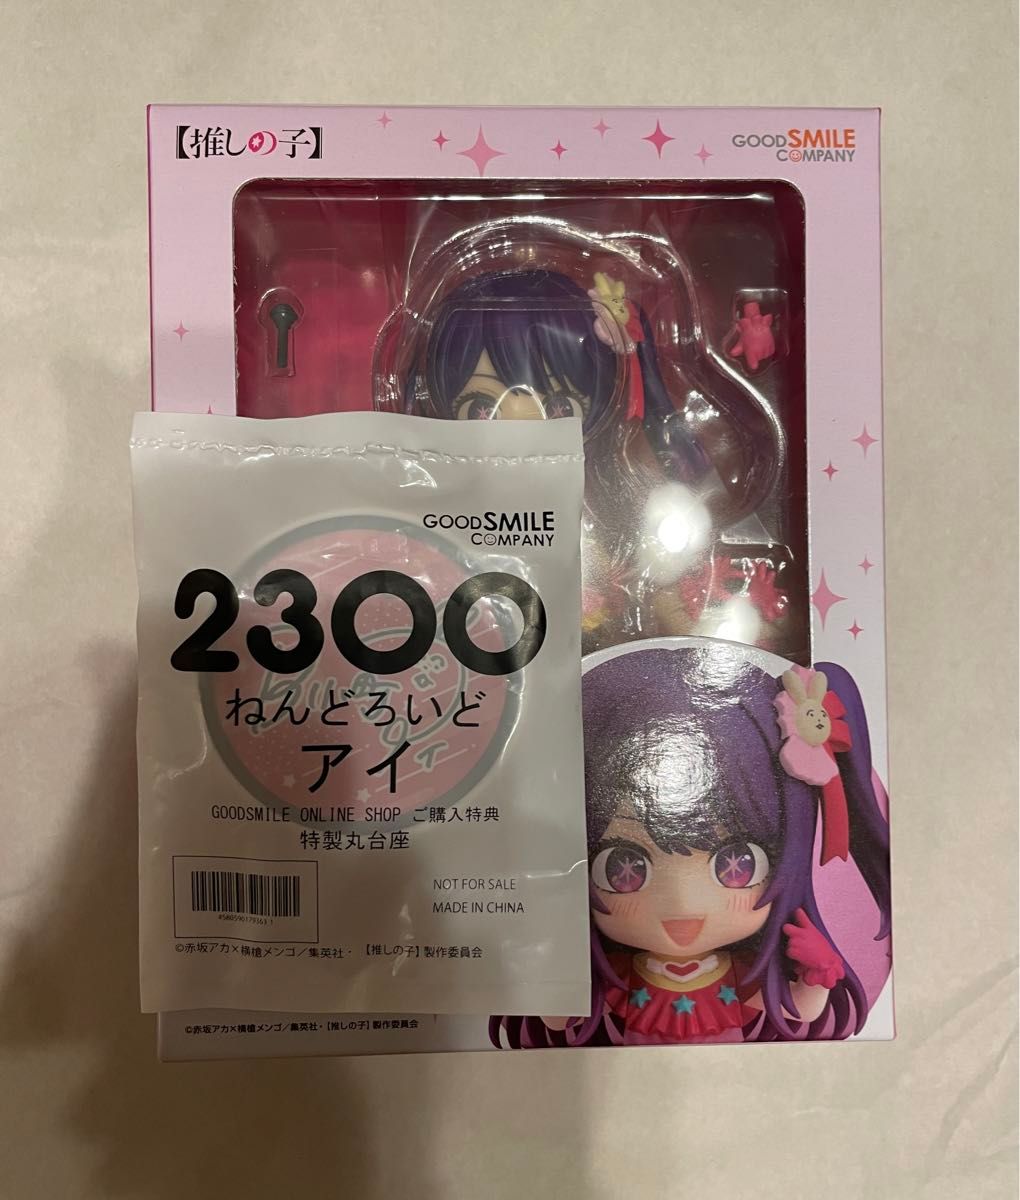 【推しの子】
GOODSMILE
COMPANY
GOODSMILE
COMPANY
2300
ねんどろいど
アイ
GOODSMILE ONLINE SHOP ご購入特典
特製丸台座
NOT FOR SALE
MADE IN CHINA
4580590179363 1
©赤坂アカ×横槍メンゴ／集英社・【推しの子】製作委員会
©赤坂アカ×横槍メンゴ／集英社・【推しの子】製作委員会